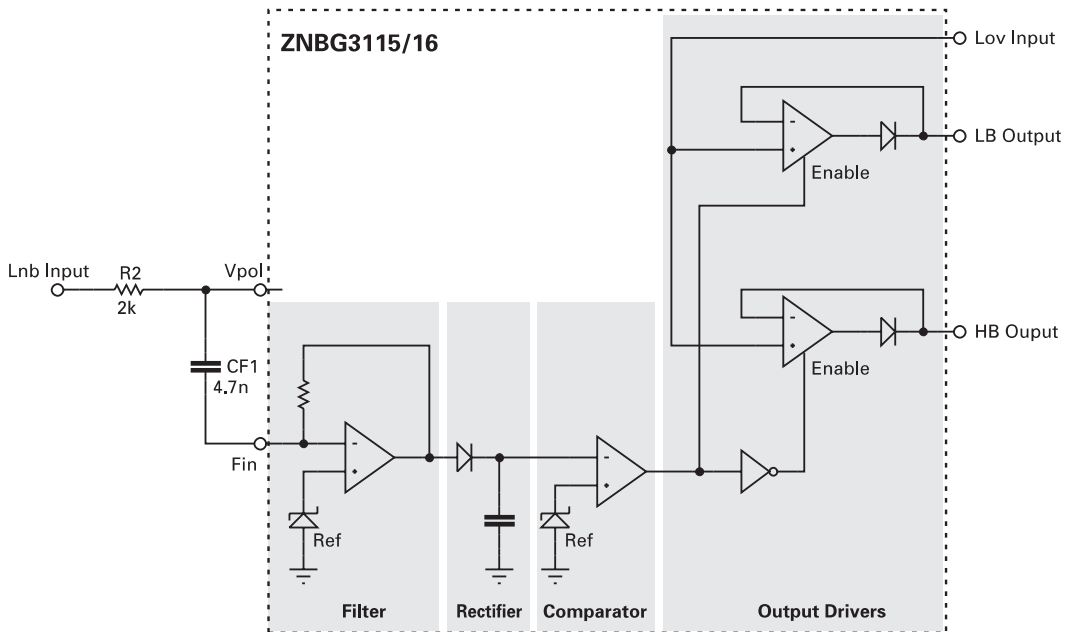 ZNBG3115/16
Lov Input
LB Output
Enable
Lnb Input
R2
2k
Vpol
HB Ouput
Enable
CF1
4.7n
Fin
-
+
Ref
-
+
Ref
-
+
-
+
Filter
Rectifier
Comparator
Output Drivers